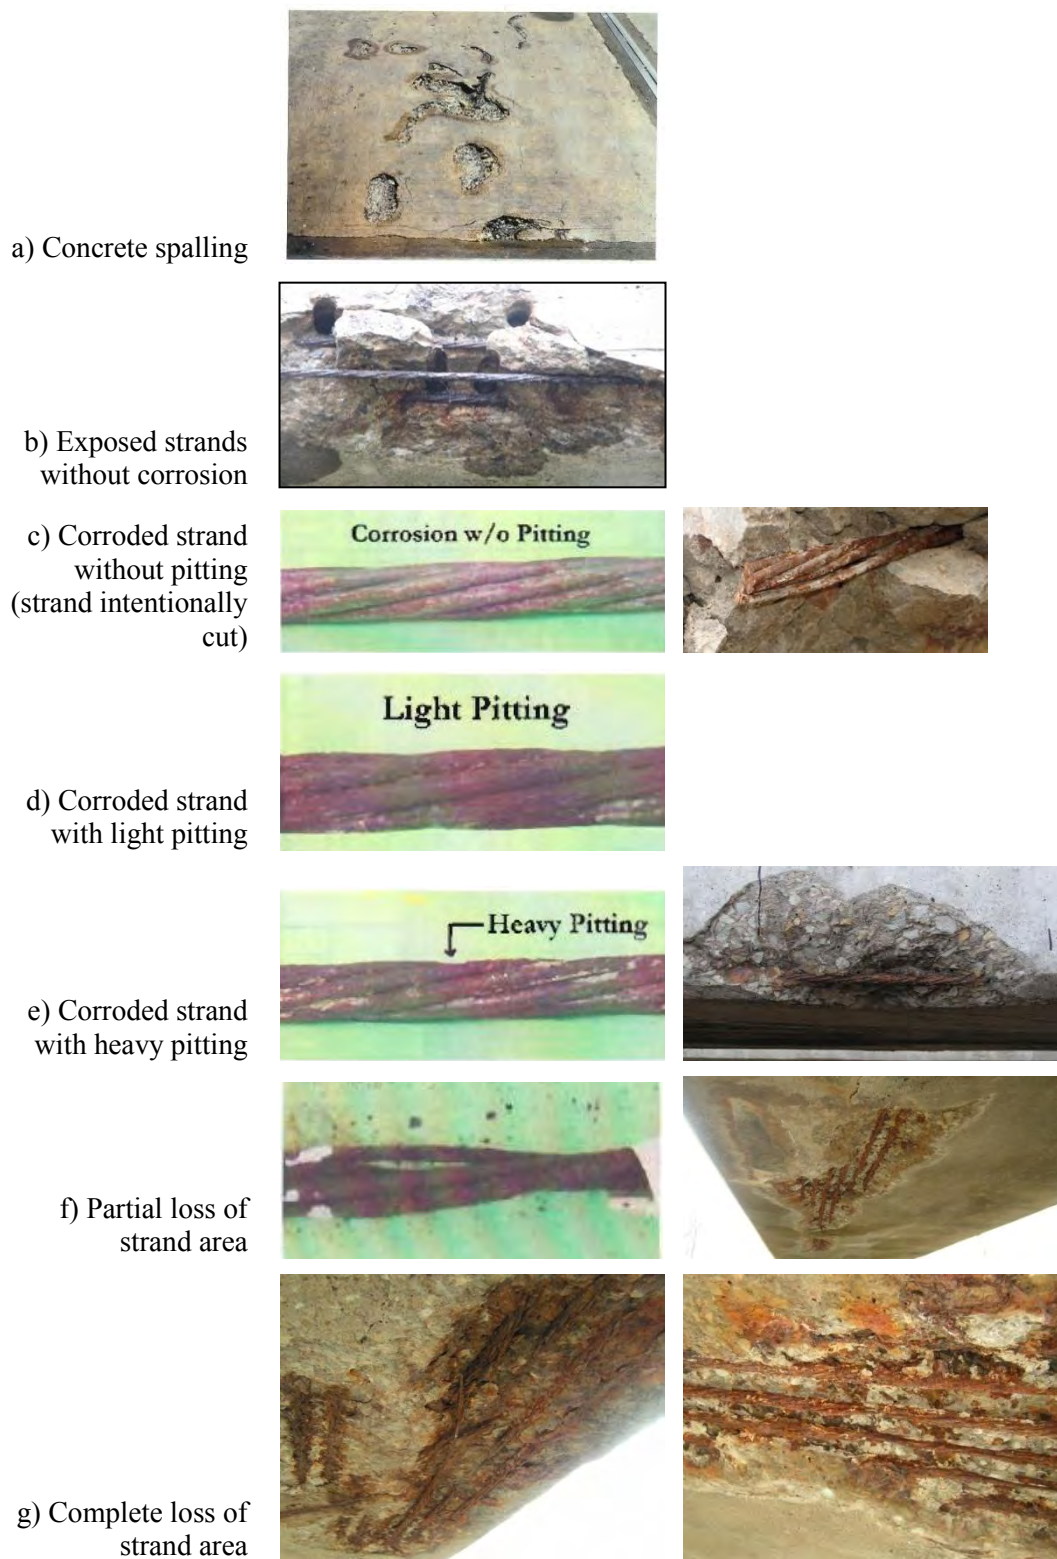 a) Concrete spalling
b) Exposed strands
without corrosion
c) Corroded strand
without pitting
(strand intentionally
cut)
Corrosion w/o Pitting
d) Corroded strand
with light pitting
Light Pitting
e) Corroded strand
with heavy pitting
Heavy Pitting
f) Partial loss of
strand area
g) Complete loss of
strand area